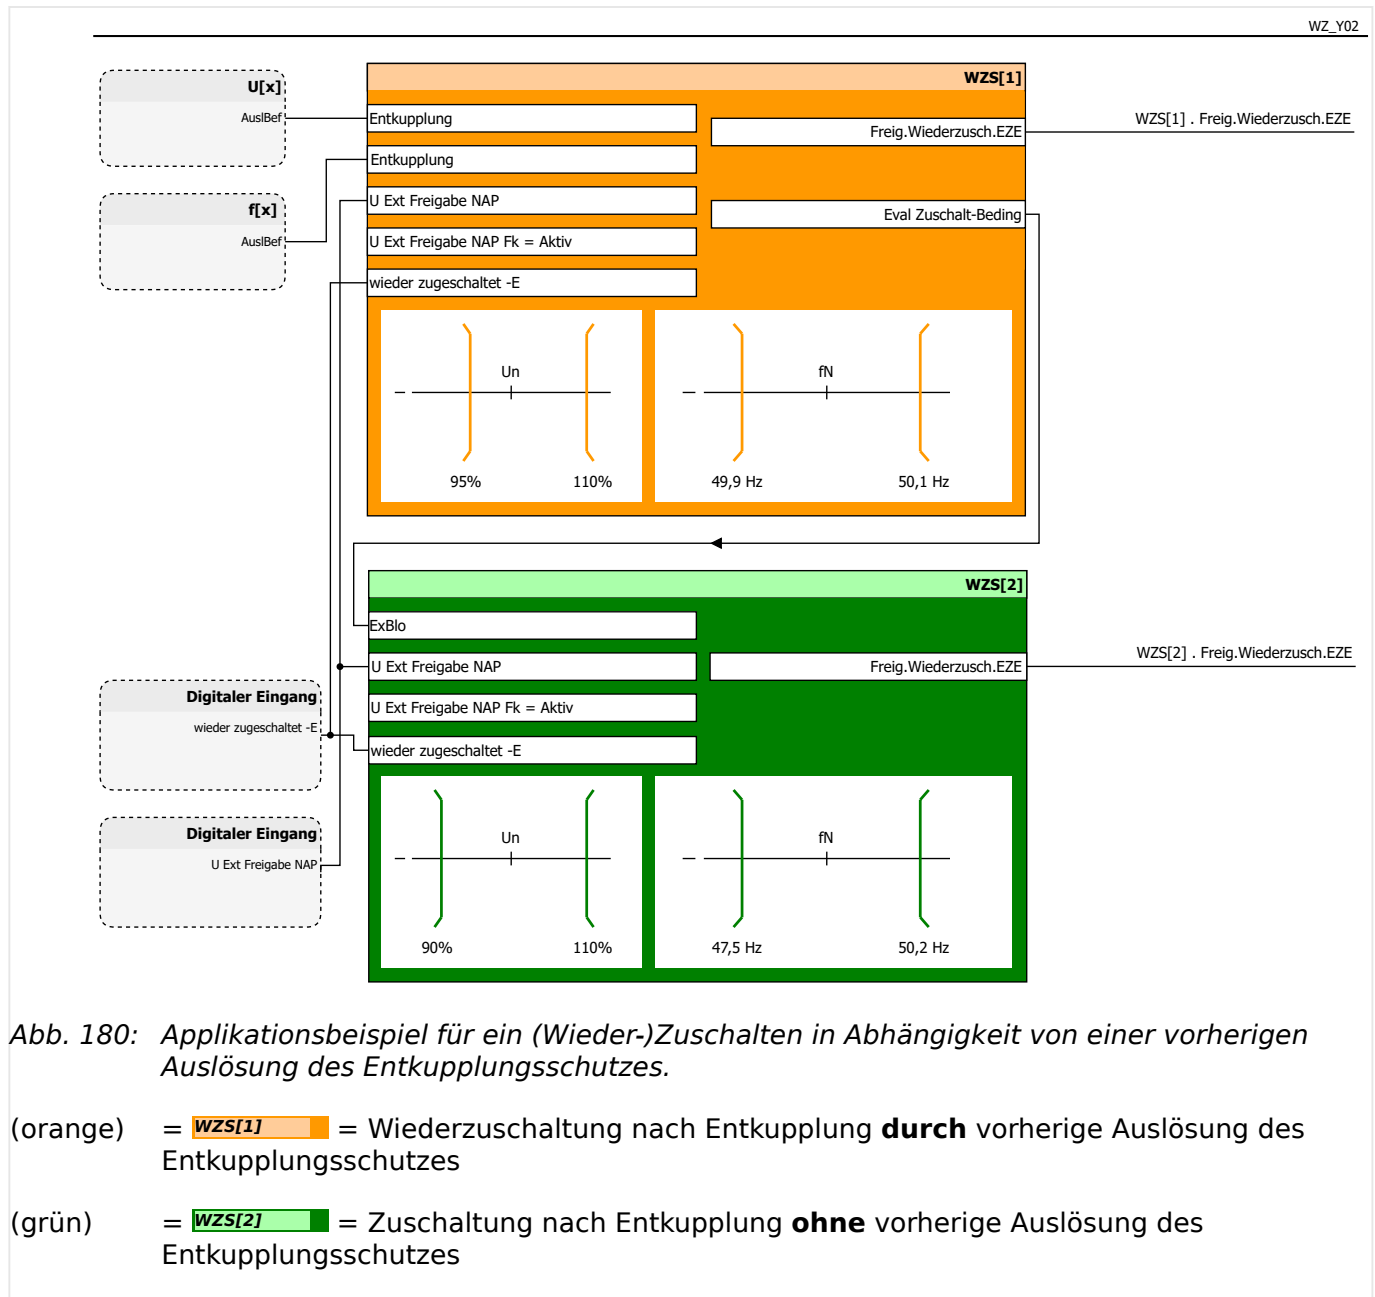 WZ_Y02
U[x]
AuslBef
f[x]
AuslBef
WZS[1]
Entkupplung
Entkupplung
U Ext Freigabe NAP
U Ext Freigabe NAP Fk = Aktiv
wieder zugeschaltet -E
Freig.Wiederzusch.EZE
Eval Zuschalt-Beding
WZS[1] . Freig.Wiederzusch.EZE
Un
95%
110%
fN
49,9 Hz
50,1 Hz
WZS[2]
ExBlo
U Ext Freigabe NAP
U Ext Freigabe NAP Fk = Aktiv
wieder zugeschaltet -E
Freig.Wiederzusch.EZE
WZS[2] . Freig.Wiederzusch.EZE
Digitaler Eingang
wieder zugeschaltet -E
Digitaler Eingang
U Ext Freigabe NAP
Un
90%
110%
fN
47,5 Hz
50,2 Hz
Abb. 180: Applikationsbeispiel für ein (Wieder-)Zuschalten in Abhängigkeit von einer vorherigen
Auslösung des Entkupplungsschutzes.
(orange) = WZS[1] = Wiederzuschaltung nach Entkupplung durch vorherige Auslösung des
Entkupplungsschutzes
(grün) = WZS[2] = Zuschaltung nach Entkupplung ohne vorherige Auslösung des
Entkupplungsschutzes